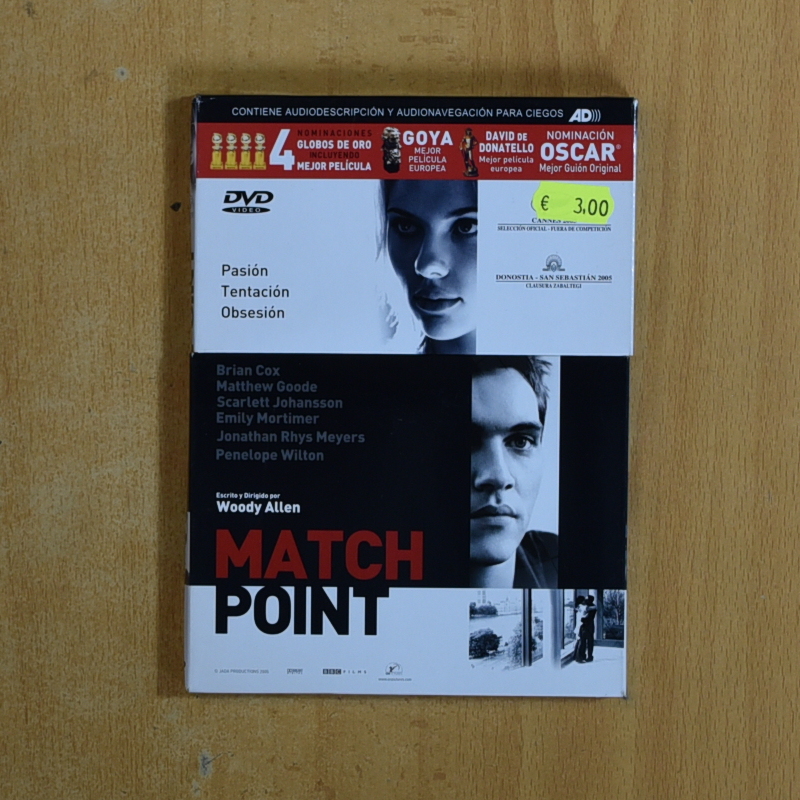 CONTIENE AUDIODESCRIPCIÓN Y AUDIONAVEGACIÓN PARA CIEGOS AD)))
4 NOMINACIONES
GLOBOS DE ORO
INCLUYENDO
MEJOR PELÍCULA
GOYA
MEJOR
PELÍCULA
EUROPEA
DAVID DE
DONATELLO
Mejor película
europea
NOMINACIÓN
OSCAR®
Mejor Guión Original
DVD
VIDEO
€ 3,00
CANNES
SELECCIÓN OFICIAL - FUERA DE COMPETICIÓN
DONOSTIA - SAN SEBASTIÁN 2005
CLAUSURA ZABALTEGI
Pasión
Tentación
Obsesión
Brian Cox
Matthew Goode
Scarlett Johansson
Emily Mortimer
Jonathan Rhys Meyers
Penelope Wilton
Escrito y Dirigido por
Woody Allen
MATCH
POINT
BBC FILMS